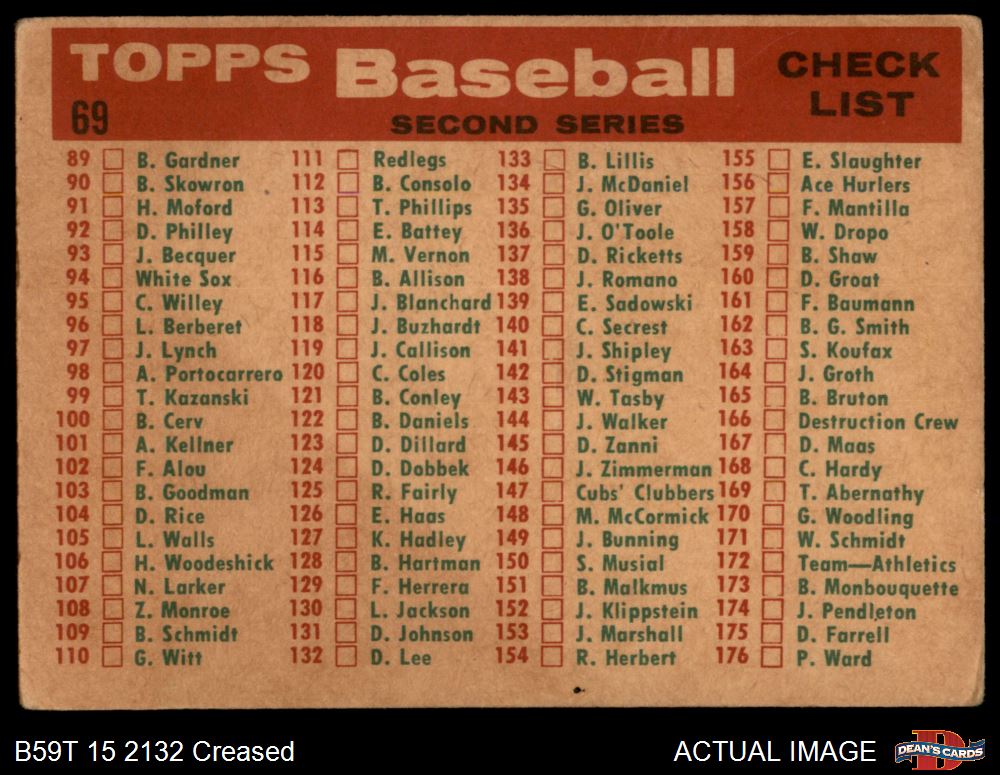 TOPPS Baseball CHECK LIST
69 SECOND SERIES
89 B. Gardner
90 B. Skowron
91 H. Moford
92 D. Philley
93 J. Becquer
94 White Sox
95 C. Willey
96 L. Berberet
97 J. Lynch
98 A. Portocarrero
99 T. Kazanski
100 B. Cerv
101 A. Kellner
102 F. Alou
103 B. Goodman
104 D. Rice
105 L. Walls
106 H. Woodeshick
107 N. Larker
108 Z. Monroe
109 B. Schmidt
110 G. Witt
111 Redlegs
112 B. Consolo
113 T. Phillips
114 E. Battey
115 M. Vernon
116 B. Allison
117 J. Blanchard
118 J. Buzhardt
119 J. Callison
120 C. Coles
121 B. Conley
122 B. Daniels
123 D. Dillard
124 D. Dobbek
125 R. Fairly
126 E. Haas
127 K. Hadley
128 B. Hartman
129 F. Herrera
130 L. Jackson
131 D. Johnson
132 D. Lee
133 B. Lillis
134 J. McDaniel
135 G. Oliver
136 J. O'Toole
137 D. Ricketts
138 J. Romano
139 E. Sadowski
140 C. Secrest
141 J. Shipley
142 D. Stigman
143 W. Tasby
144 J. Walker
145 D. Zanni
146 J. Zimmerman
147 Cubs' Clubbers
148 M. McCormick
149 J. Bunning
150 S. Musial
151 B. Malkmus
152 J. Klippstein
153 J. Marshall
154 R. Herbert
155 E. Slaughter
156 Ace Hurlers
157 F. Mantilla
158 W. Dropo
159 B. Shaw
160 D. Groat
161 F. Baumann
162 B. G. Smith
163 S. Koufax
164 J. Groth
165 B. Bruton
166 Destruction Crew
167 D. Maas
168 C. Hardy
169 T. Abernathy
170 G. Woodling
171 W. Schmidt
172 Team—Athletics
173 B. Monbouquette
174 J. Pendleton
175 D. Farrell
176 P. Ward
B59T 15 2132 Creased
ACTUAL IMAGE
DEAN'S CARDS